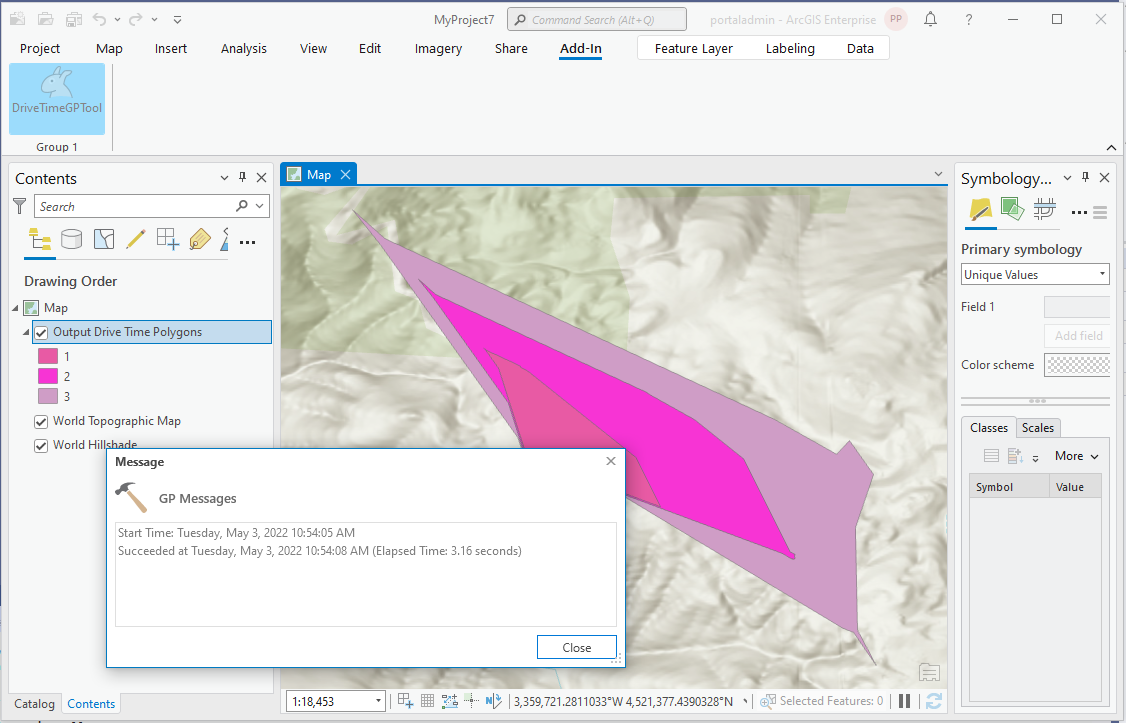 MyProject7
Command Search (Alt+Q)
portaladmin - ArcGIS Enterprise
PP
?
Project
Map
Insert
Analysis
View
Edit
Imagery
Share
Add-In
Feature Layer
Labeling
Data
DriveTimeGPTool
Group 1
Contents
Search
Drawing Order
Map
Output Drive Time Polygons
1
2
3
World Topographic Map
World Hillshade
Catalog
Contents
Map
Message
GP Messages
Start Time: Tuesday, May 3, 2022 10:54:05 AM
Succeeded at Tuesday, May 3, 2022 10:54:08 AM (Elapsed Time: 3.16 seconds)
Close
1:18,453
3,359,721.2811033°W 4,521,377.4390328°N
Selected Features: 0
Symbology...
Primary symbology
Unique Values
Field 1
Add field
Color scheme
Classes
Scales
More
Symbol
Value